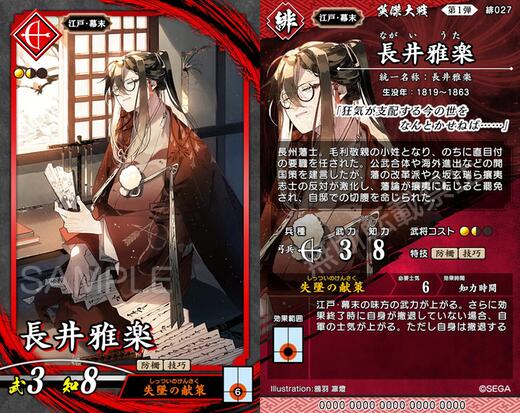 江戸・幕末
SAMPLE
長井雅楽
防柵 技巧
武3 知8
しっついのけんさく
失墜の献策
6
緋
江戸・幕末
英傑大戦
第1弾
緋027
ながい うた
長井雅楽
統一名称:長井雅楽
生没年:1819~1863
「狂気が支配する今の世を
なんとかせねば……」
長州藩士。毛利敬親の小姓となり、のちに直目付
の要職を任された。公武合体や海外進出などの開
国策を建言したが、藩の改革派や久坂玄瑞ら攘夷
志士の反対が激化し、藩論が攘夷に転じると罷免
され、自邸での切腹を命じられた。
兵種 武力 知力 武将コスト
弓兵 3 8 特技 防柵 技巧
しっついのけんさく
失墜の献策
必要士気 6
効果時間 知力時間
効果範囲
江戸・幕末の味方の武力が上がる。さらに効
果終了時に自身が撤退していない場合、自
軍の士気が上がる。ただし自身は撤退する
©SEGA
0000-0000-0000-0000-0000